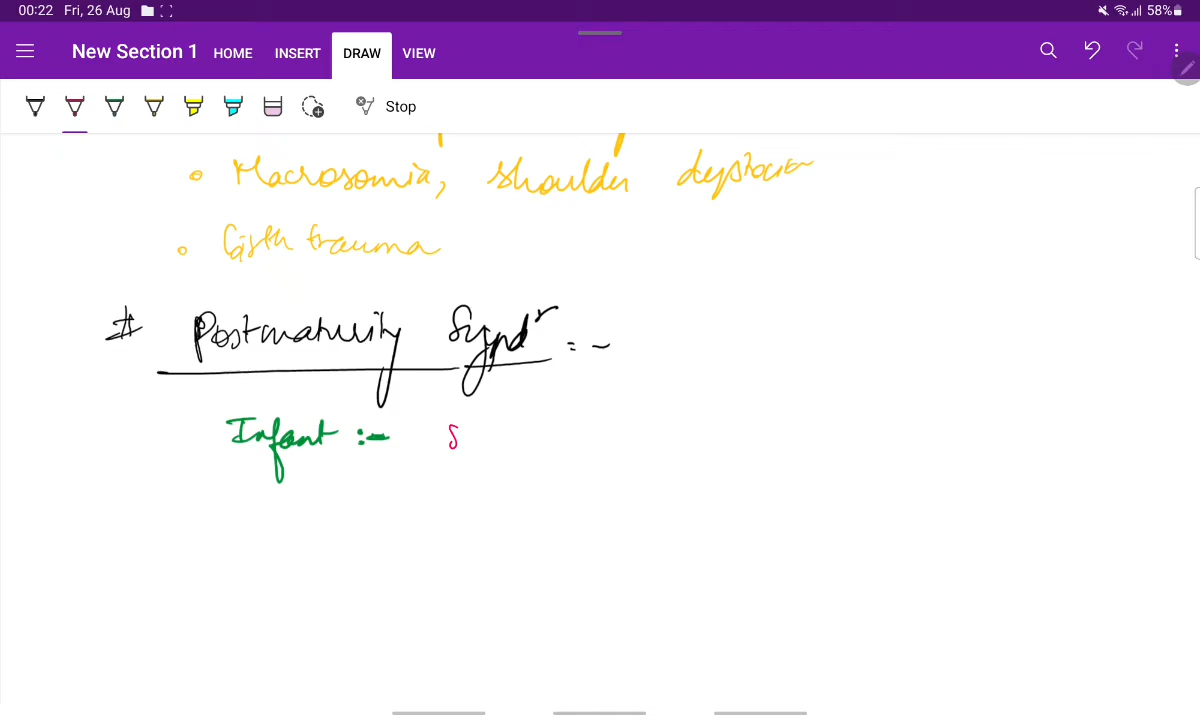 00:22 Fri, 26 Aug 58%
New Section 1 HOME INSERT DRAW VIEW
Stop
• Macrosomia, shoulder dystocia
• Birth trauma
# Postmaturity Syndr :-
Infant :- S